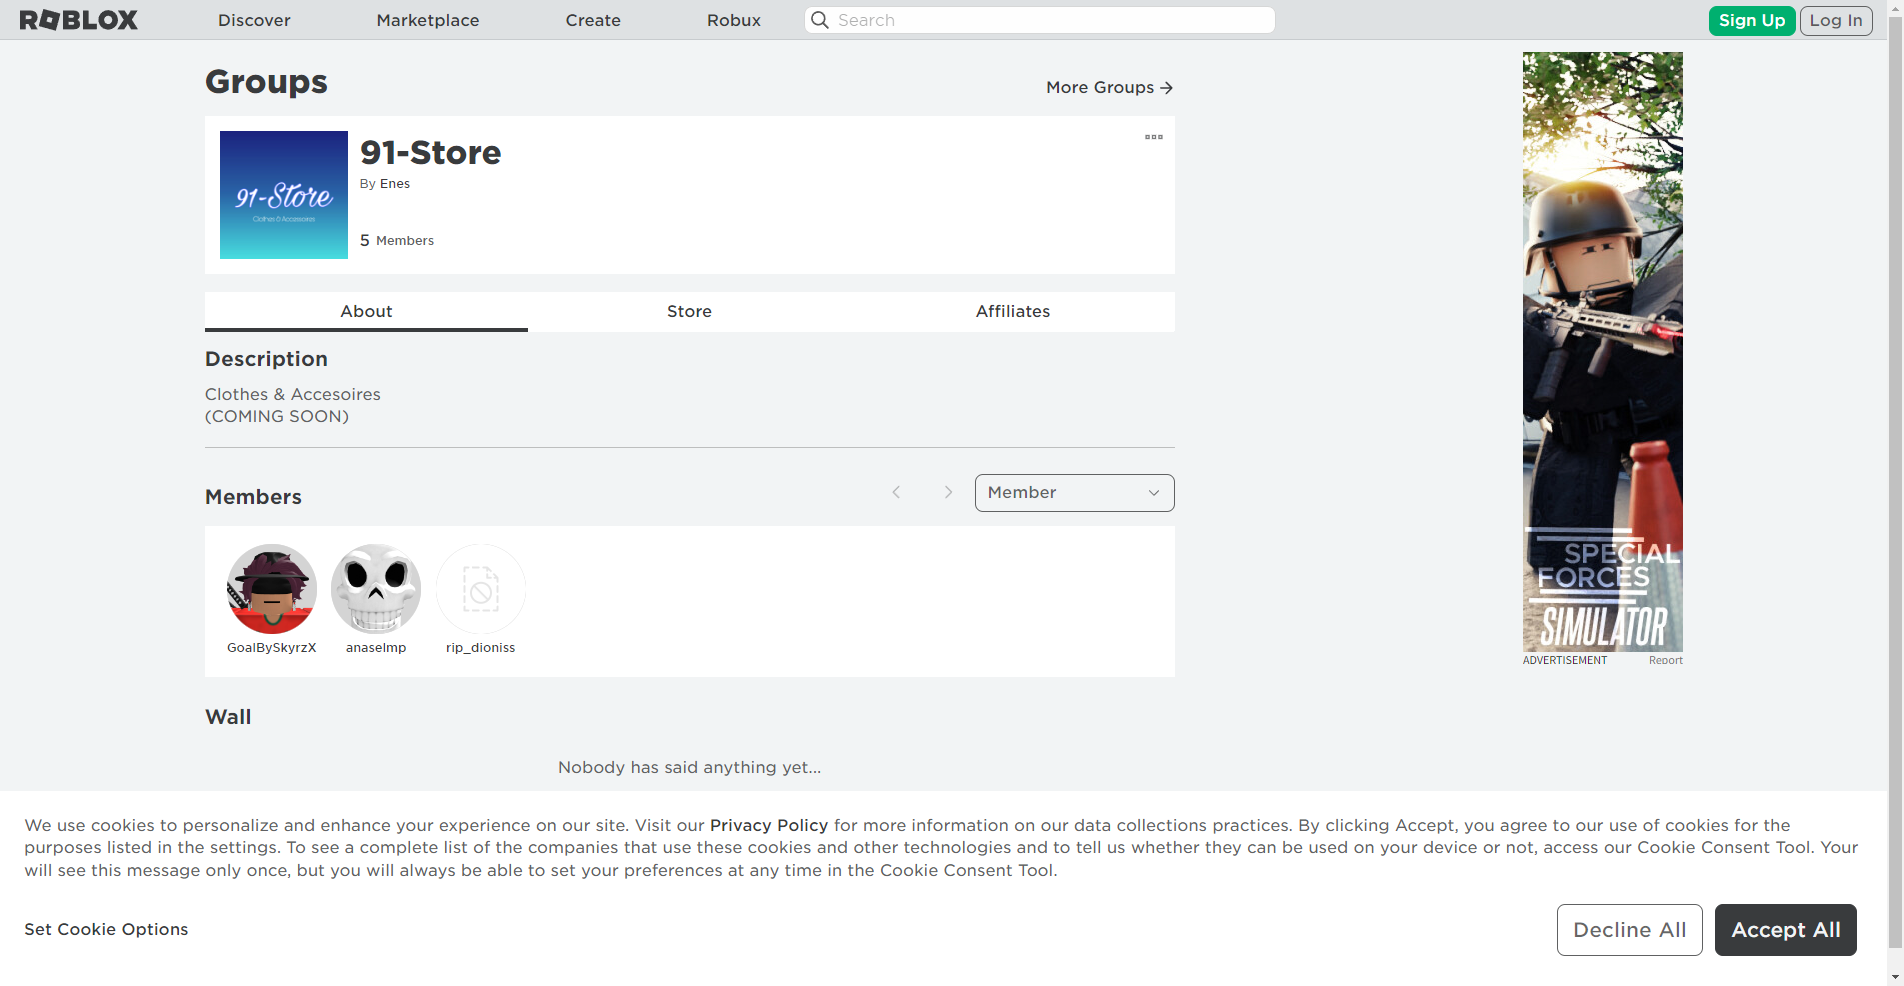 ROBLOX
Discover
Marketplace
Create
Robux
Search
Sign Up
Log In
Groups
More Groups
91-Store
Clothes & Accessoires
91-Store
By Enes
5 Members
About
Store
Affiliates
Description
Clothes & Accesoires
(COMING SOON)
Members
Member
GoalBySkyrzX
anaselmp
rip_dioniss
Wall
Nobody has said anything yet...
SPECIAL
FORCES
SIMULATOR
ADVERTISEMENT
Report
We use cookies to personalize and enhance your experience on our site. Visit our Privacy Policy for more information on our data collections practices. By clicking Accept, you agree to our use of cookies for the
purposes listed in the settings. To see a complete list of the companies that use these cookies and other technologies and to tell us whether they can be used on your device or not, access our Cookie Consent Tool. Your
will see this message only once, but you will always be able to set your preferences at any time in the Cookie Consent Tool.
Set Cookie Options
Decline All
Accept All